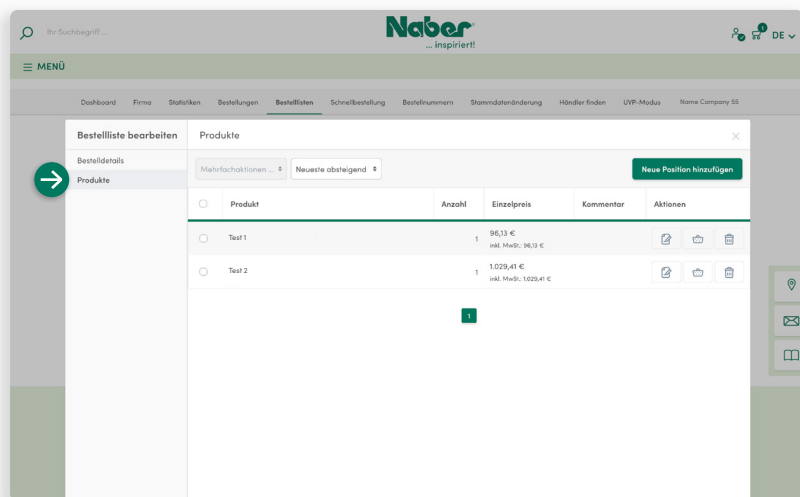 Ihr Suchbegriff ...
Naber
... inspiriert!
1
DE
MENÜ
Dashboard Firma Statistiken Bestellungen Bestelllisten Schnellbestellung Bestellnummern Stammdatenänderung Händler finden UVP-Modus Name Company 55
Bestellliste bearbeiten
Produkte
Bestelldetails
Produkte
Mehrfachaktionen ... Neueste absteigend Neue Position hinzufügen
Produkt Anzahl Einzelpreis Kommentar Aktionen
Test 1 1 96,13 €
inkl. MwSt.: 96,13 €
Test 2 1 1.029,41 €
inkl. MwSt.: 1.029,41 €
1